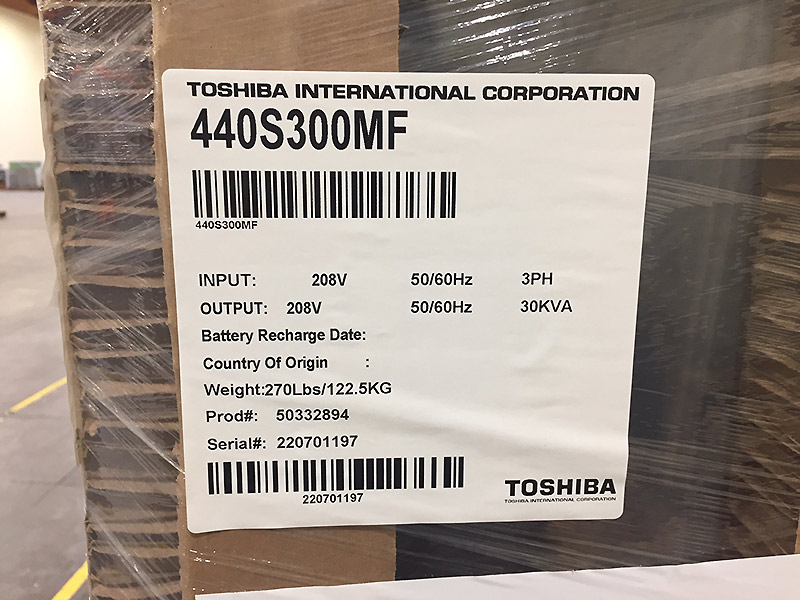 TOSHIBA INTERNATIONAL CORPORATION
440S300MF
440S300MF
INPUT: 208V 50/60Hz 3PH
OUTPUT: 208V 50/60Hz 30KVA
Battery Recharge Date:
Country Of Origin :
Weight:270Lbs/122.5KG
Prod#: 50332894
Serial#: 220701197
220701197
TOSHIBA
TOSHIBA INTERNATIONAL CORPORATION